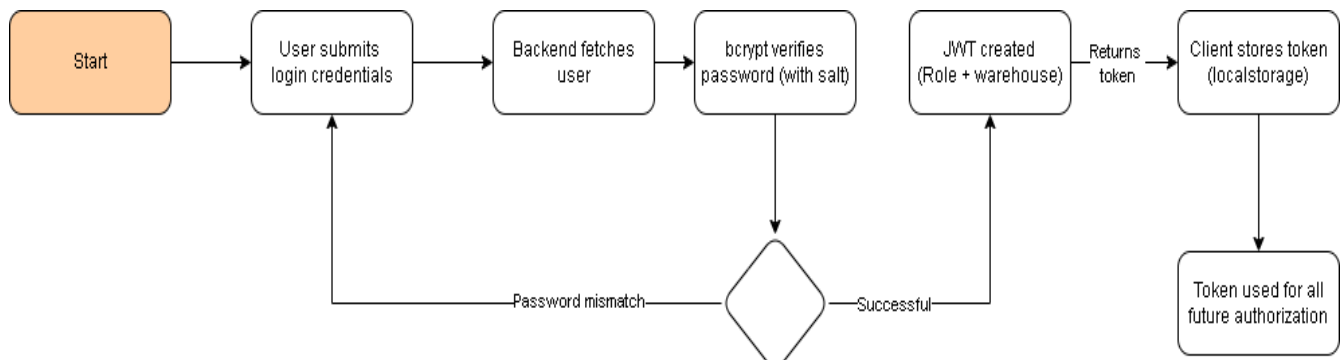 Start
User submits
login credentials
Backend fetches
user
bcrypt verifies
password (with salt)
JWT created
(Role + warehouse)
Returns
token
Client stores token
(localstorage)
Password mismatch
Successful
Token used for all
future authorization